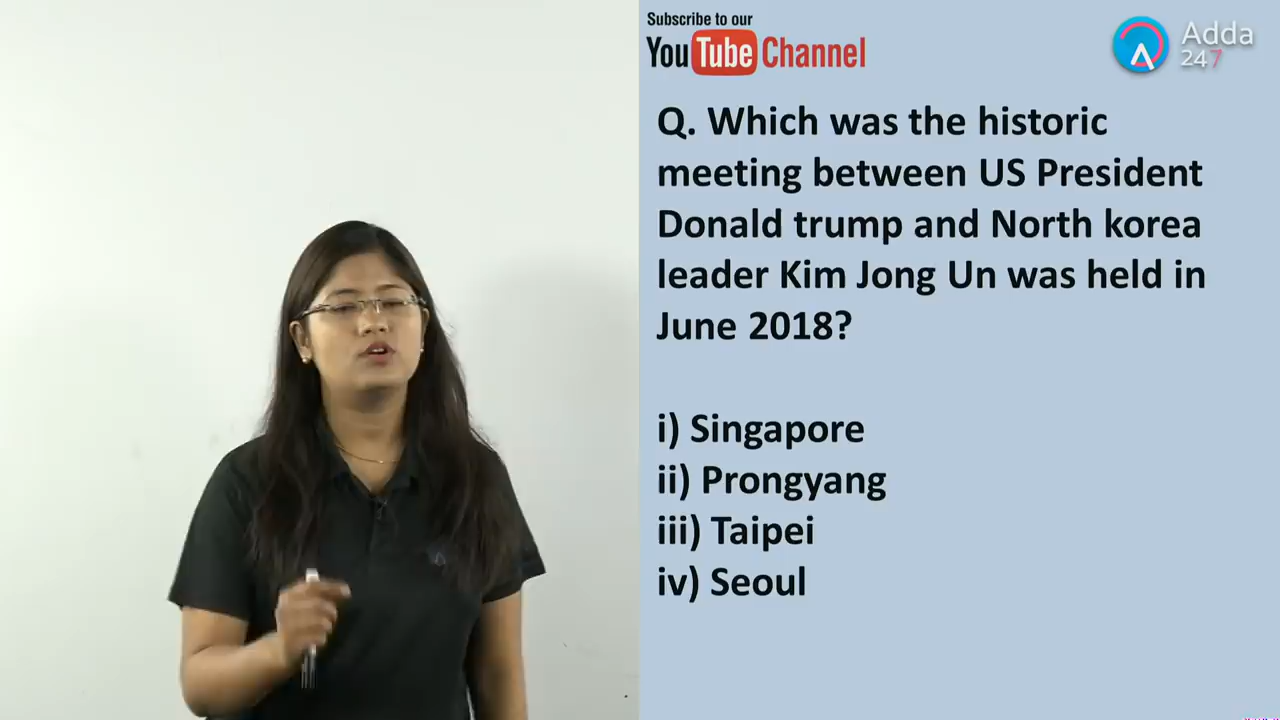 Subscribe to our
YouTube Channel
Adda
247
Q. Which was the historic
meeting between US President
Donald trump and North korea
leader Kim Jong Un was held in
June 2018?
i) Singapore
ii) Prongyang
iii) Taipei
iv) Seoul